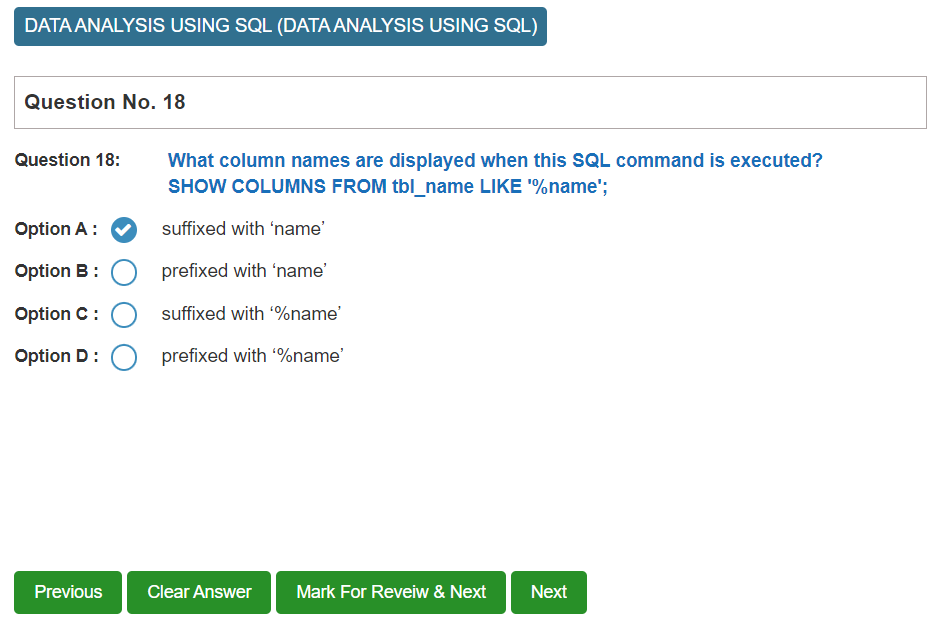 DATA ANALYSIS USING SQL (DATA ANALYSIS USING SQL)
Question No. 18
Question 18: What column names are displayed when this SQL command is executed?
SHOW COLUMNS FROM tbl_name LIKE '%name';
Option A : suffixed with ‘name’
Option B : prefixed with ‘name’
Option C : suffixed with ‘%name’
Option D : prefixed with ‘%name’
Previous Clear Answer Mark For Reveiw & Next Next